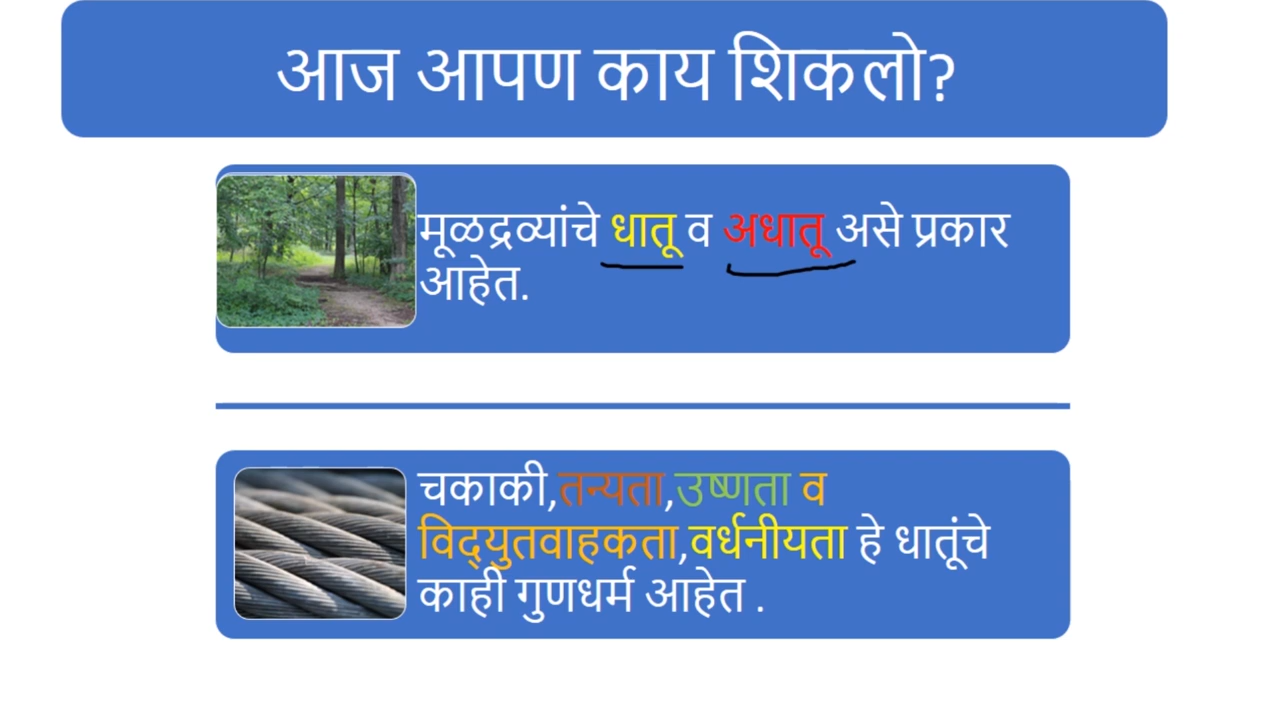 आज आपण काय शिकलो?
मूळद्रव्यांचे धातू व अधातू असे प्रकार
आहेत.
चकाकी,तन्यता,उष्णता व
विद्‌युतवाहकता,वर्धनीयता हे धातूंचे
काही गुणधर्म आहेत .